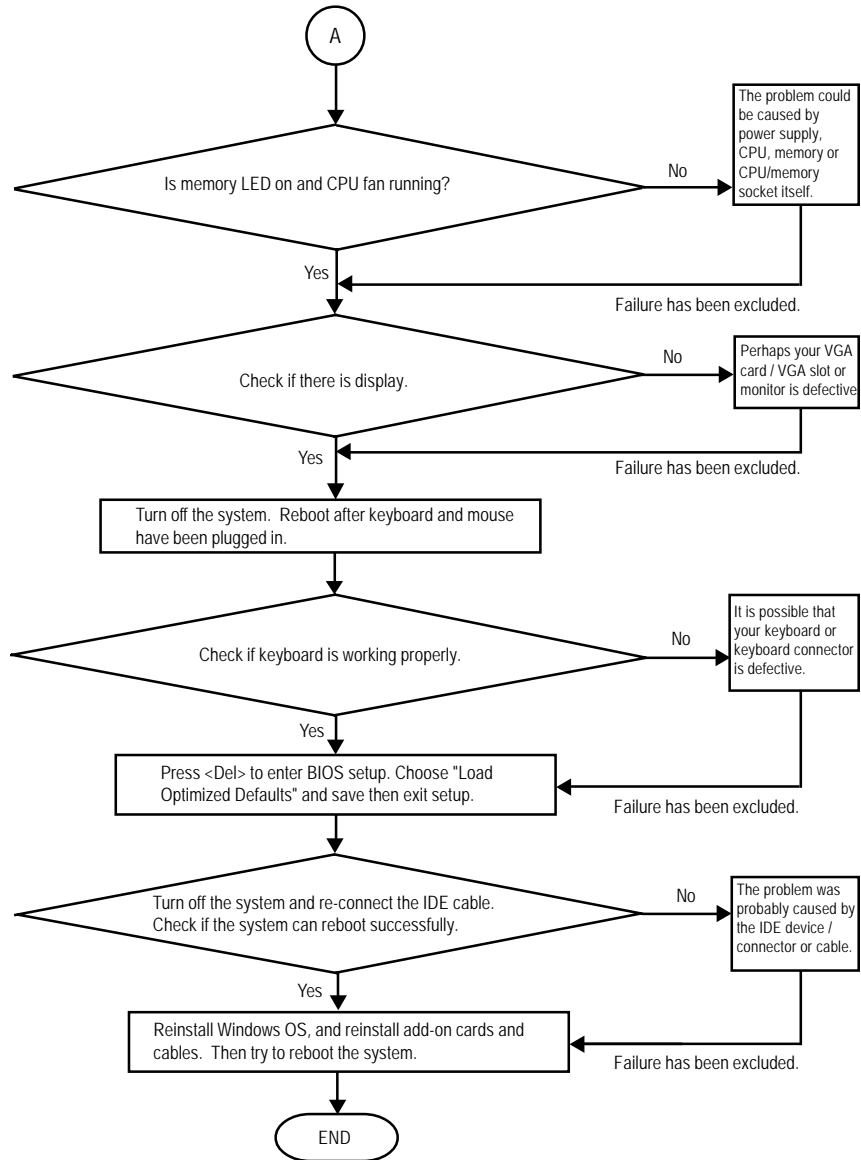 A
Is memory LED on and CPU fan running?
No
The problem could
be caused by
power supply,
CPU, memory or
CPU/memory
socket itself.
Yes
Failure has been excluded.
Check if there is display.
No
Perhaps your VGA
card / VGA slot or
monitor is defective
Yes
Failure has been excluded.
Turn off the system. Reboot after keyboard and mouse
have been plugged in.
Check if keyboard is working properly.
No
It is possible that
your keyboard or
keyboard connector
is defective.
Yes
Press <Del> to enter BIOS setup. Choose "Load
Optimized Defaults" and save then exit setup.
Failure has been excluded.
Turn off the system and re-connect the IDE cable.
Check if the system can reboot successfully.
No
The problem was
probably caused by
the IDE device /
connector or cable.
Yes
Reinstall Windows OS, and reinstall add-on cards and
cables. Then try to reboot the system.
Failure has been excluded.
END